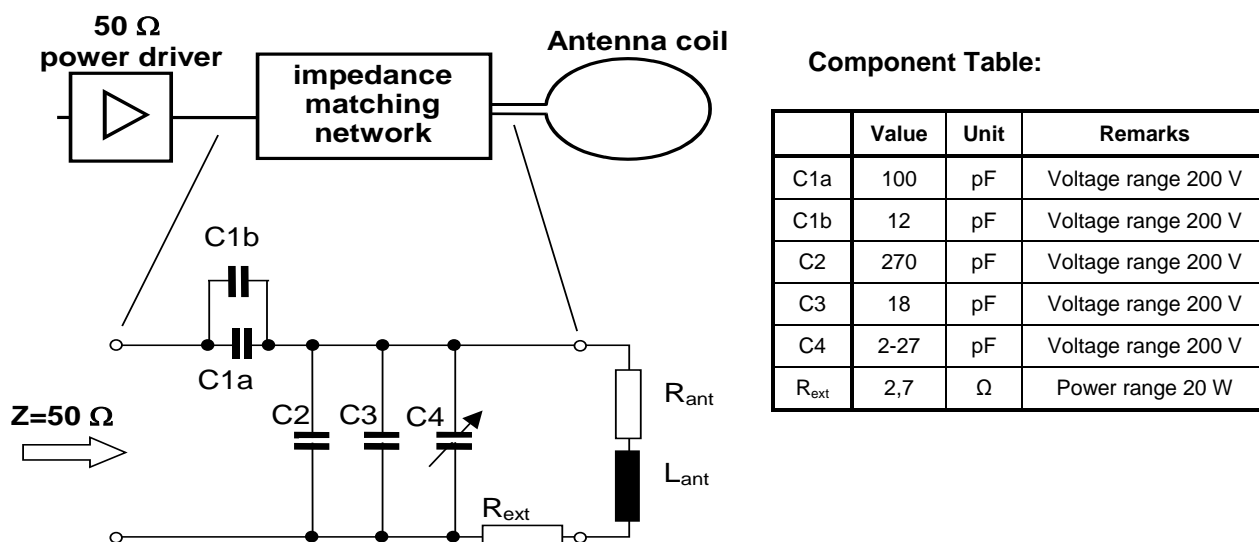 50 Ω
power driver
impedance
matching
network
Antenna coil
C1b
C1a
Z=50 Ω
C2
C3
C4
Rext
Rant
Lant
Component Table:
Value Unit Remarks
C1a 100 pF Voltage range 200 V
C1b 12 pF Voltage range 200 V
C2 270 pF Voltage range 200 V
C3 18 pF Voltage range 200 V
C4 2-27 pF Voltage range 200 V
Rext 2,7 Ω Power range 20 W